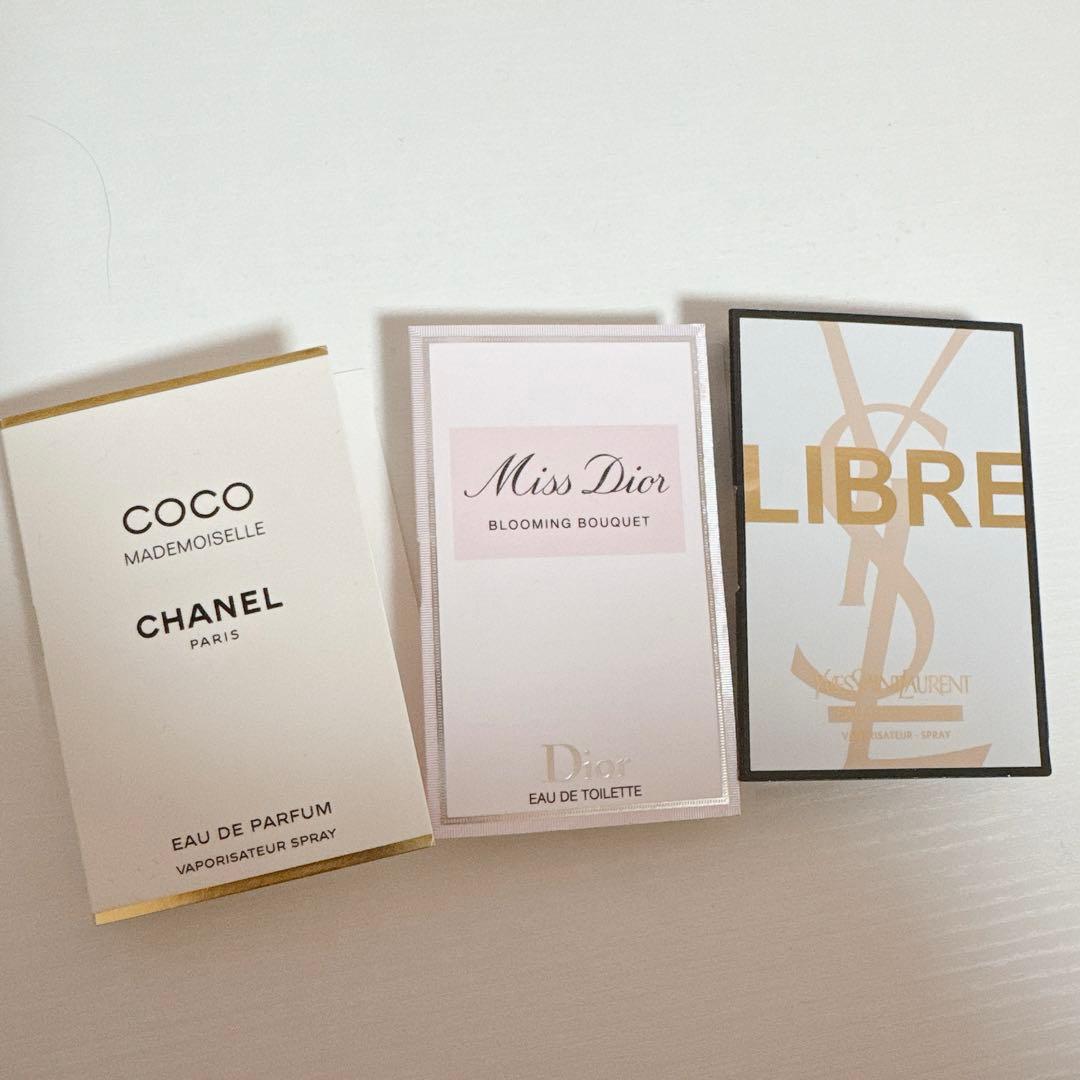 COCO
MADEMOISELLE
CHANEL
PARIS
EAU DE PARFUM
VAPORISATEUR SPRAY
Miss Dior
BLOOMING BOUQUET
Dior
EAU DE TOILETTE
LIBRE
YSL
YVES SAINT LAURENT
VAPORISATEUR - SPRAY